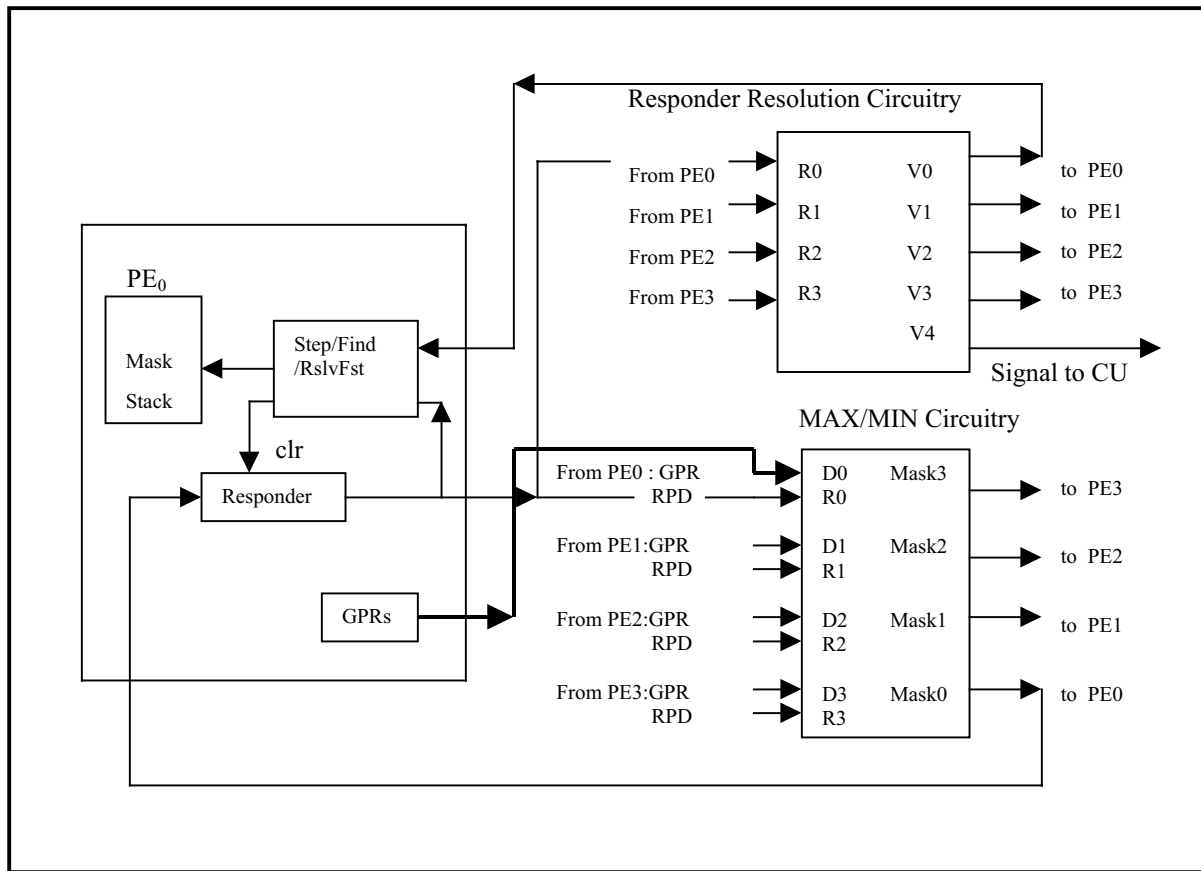 Responder Resolution Circuitry
From PE0
From PE1
From PE2
From PE3
R0 V0
R1 V1
R2 V2
R3 V3
V4
to PE0
to PE1
to PE2
to PE3
Signal to CU
PE0
Mask
Stack
Step/Find
/RslvFst
clr
Responder
GPRs
MAX/MIN Circuitry
From PE0 : GPR
RPD
From PE1:GPR
RPD
From PE2:GPR
RPD
From PE3:GPR
RPD
D0 Mask3
R0
D1 Mask2
R1
D2 Mask1
R2
D3 Mask0
R3
to PE3
to PE2
to PE1
to PE0